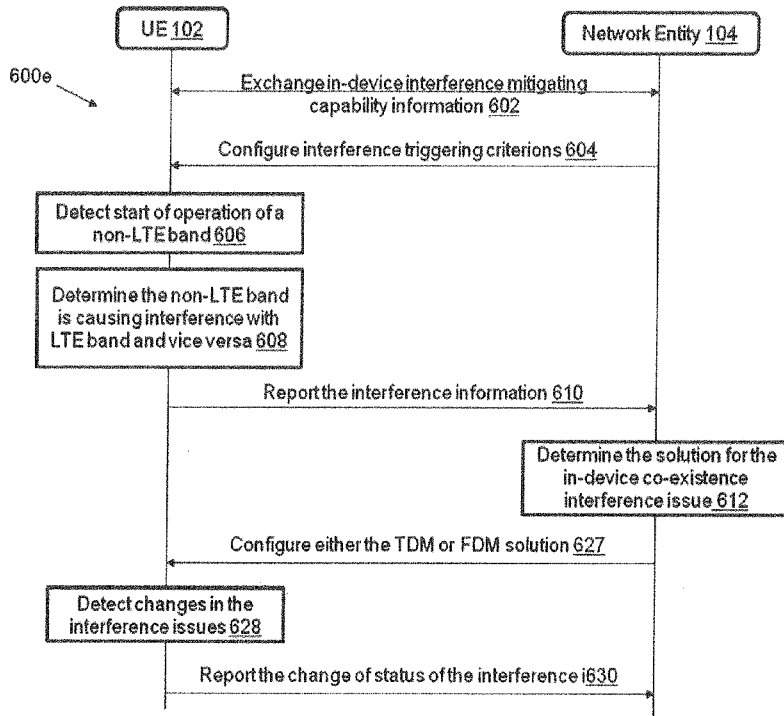 UE 102
Network Entity 104
600e
Exchange in-device interference mitigating
capability information 602
Configure interference triggering criterions 604
Detect start of operation of a
non-LTE band 606
Determine the non-LTE band
is causing interference with
LTE band and vice versa 608
Report the interference information 610
Determine the solution for the
in-device co-existence
interference issue 612
Configure either the TDM or FDM solution 627
Detect changes in the
interference issues 628
Report the change of status of the interference i630